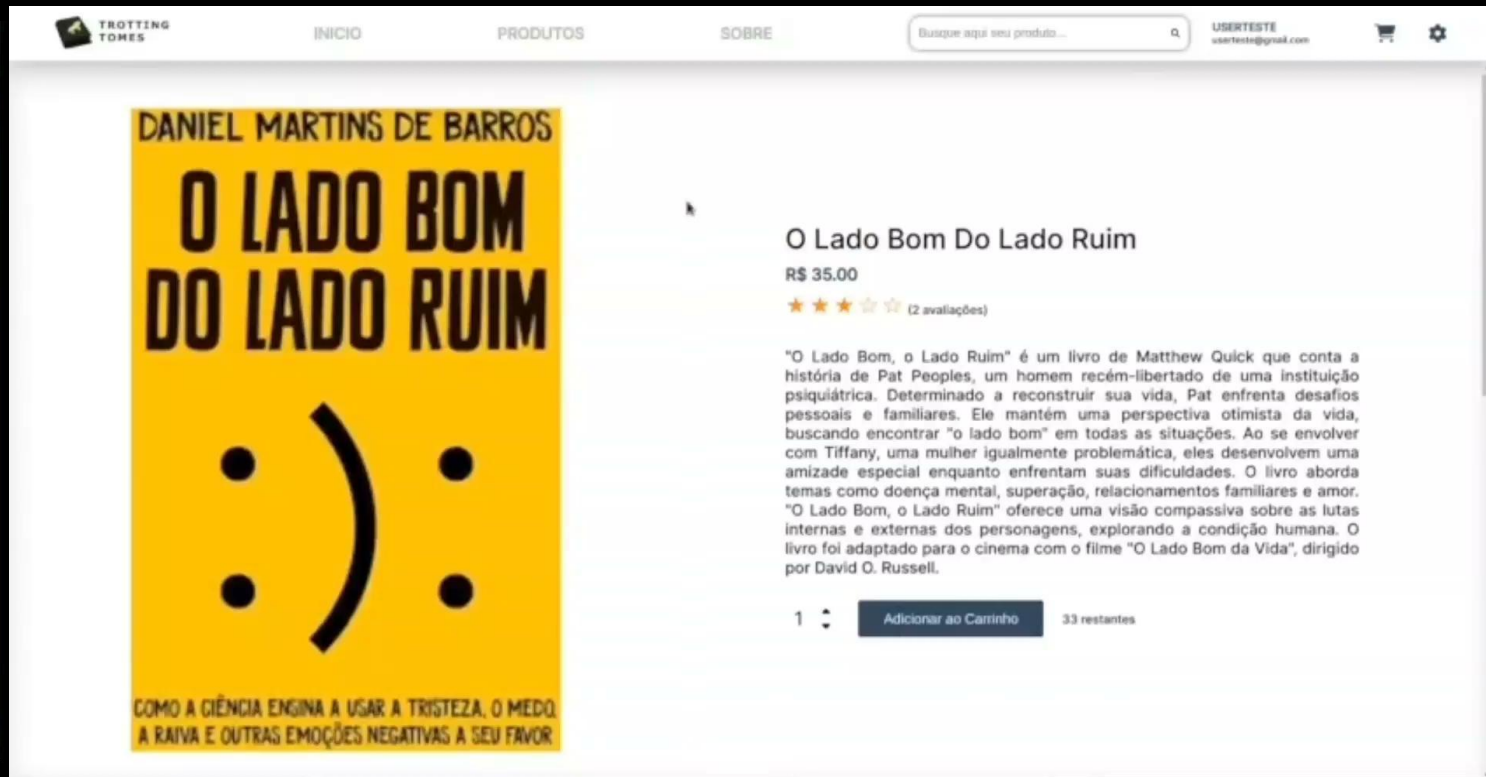 TROTTING
TOMES
INICIO
PRODUTOS
SOBRE
Busque aqui seu produto...
USERTESTE
userteste@gmail.com
DANIEL MARTINS DE BARROS
O LADO BOM
DO LADO RUIM
:):
COMO A CIÊNCIA ENSINA A USAR A TRISTEZA, O MEDO,
A RAIVA E OUTRAS EMOÇÕES NEGATIVAS A SEU FAVOR
O Lado Bom Do Lado Ruim
R$ 35.00
(2 avaliações)
"O Lado Bom, o Lado Ruim" é um livro de Matthew Quick que conta a
história de Pat Peoples, um homem recém-libertado de uma instituição
psiquiátrica. Determinado a reconstruir sua vida, Pat enfrenta desafios
pessoais e familiares. Ele mantém uma perspectiva otimista da vida,
buscando encontrar "o lado bom" em todas as situações. Ao se envolver
com Tiffany, uma mulher igualmente problemática, eles desenvolvem uma
amizade especial enquanto enfrentam suas dificuldades. O livro aborda
temas como doença mental, superação, relacionamentos familiares e amor.
"O Lado Bom, o Lado Ruim" oferece uma visão compassiva sobre as lutas
internas e externas dos personagens, explorando a condição humana. O
livro foi adaptado para o cinema com o filme "O Lado Bom da Vida", dirigido
por David O. Russell.
1
Adicionar ao Carrinho
33 restantes